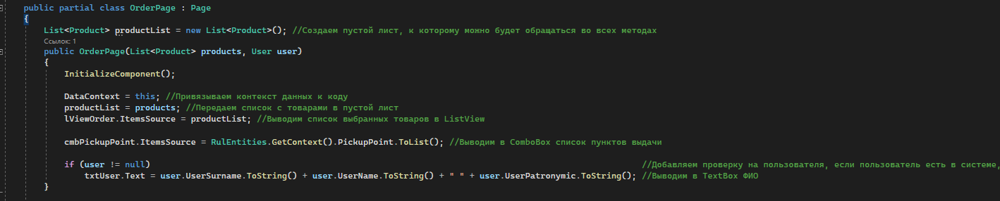 public partial class OrderPage : Page
{
List<Product> productList = new List<Product>(); //Создаем пустой лист, к которому можно будет обращаться во всех методах
Ссылок: 1
public OrderPage(List<Product> products, User user)
{
InitializeComponent();
DataContext = this; //Привязываем контекст данных к коду
productList = products; //Передаем список с товарами в пустой лист
lViewOrder.ItemsSource = productList; //Выводим список выбранных товаров в ListView
cmbPickupPoint.ItemsSource = RulEntities.GetContext().PickupPoint.ToList(); //Выводим в ComboBox список пунктов выдачи
if (user != null) //Добавляем проверку на пользователя, если пользователь есть в системе,
txtUser.Text = user.UserSurname.ToString() + user.UserName.ToString() + " " + user.UserPatronymic.ToString(); //Выводим в TextBox ФИО
}